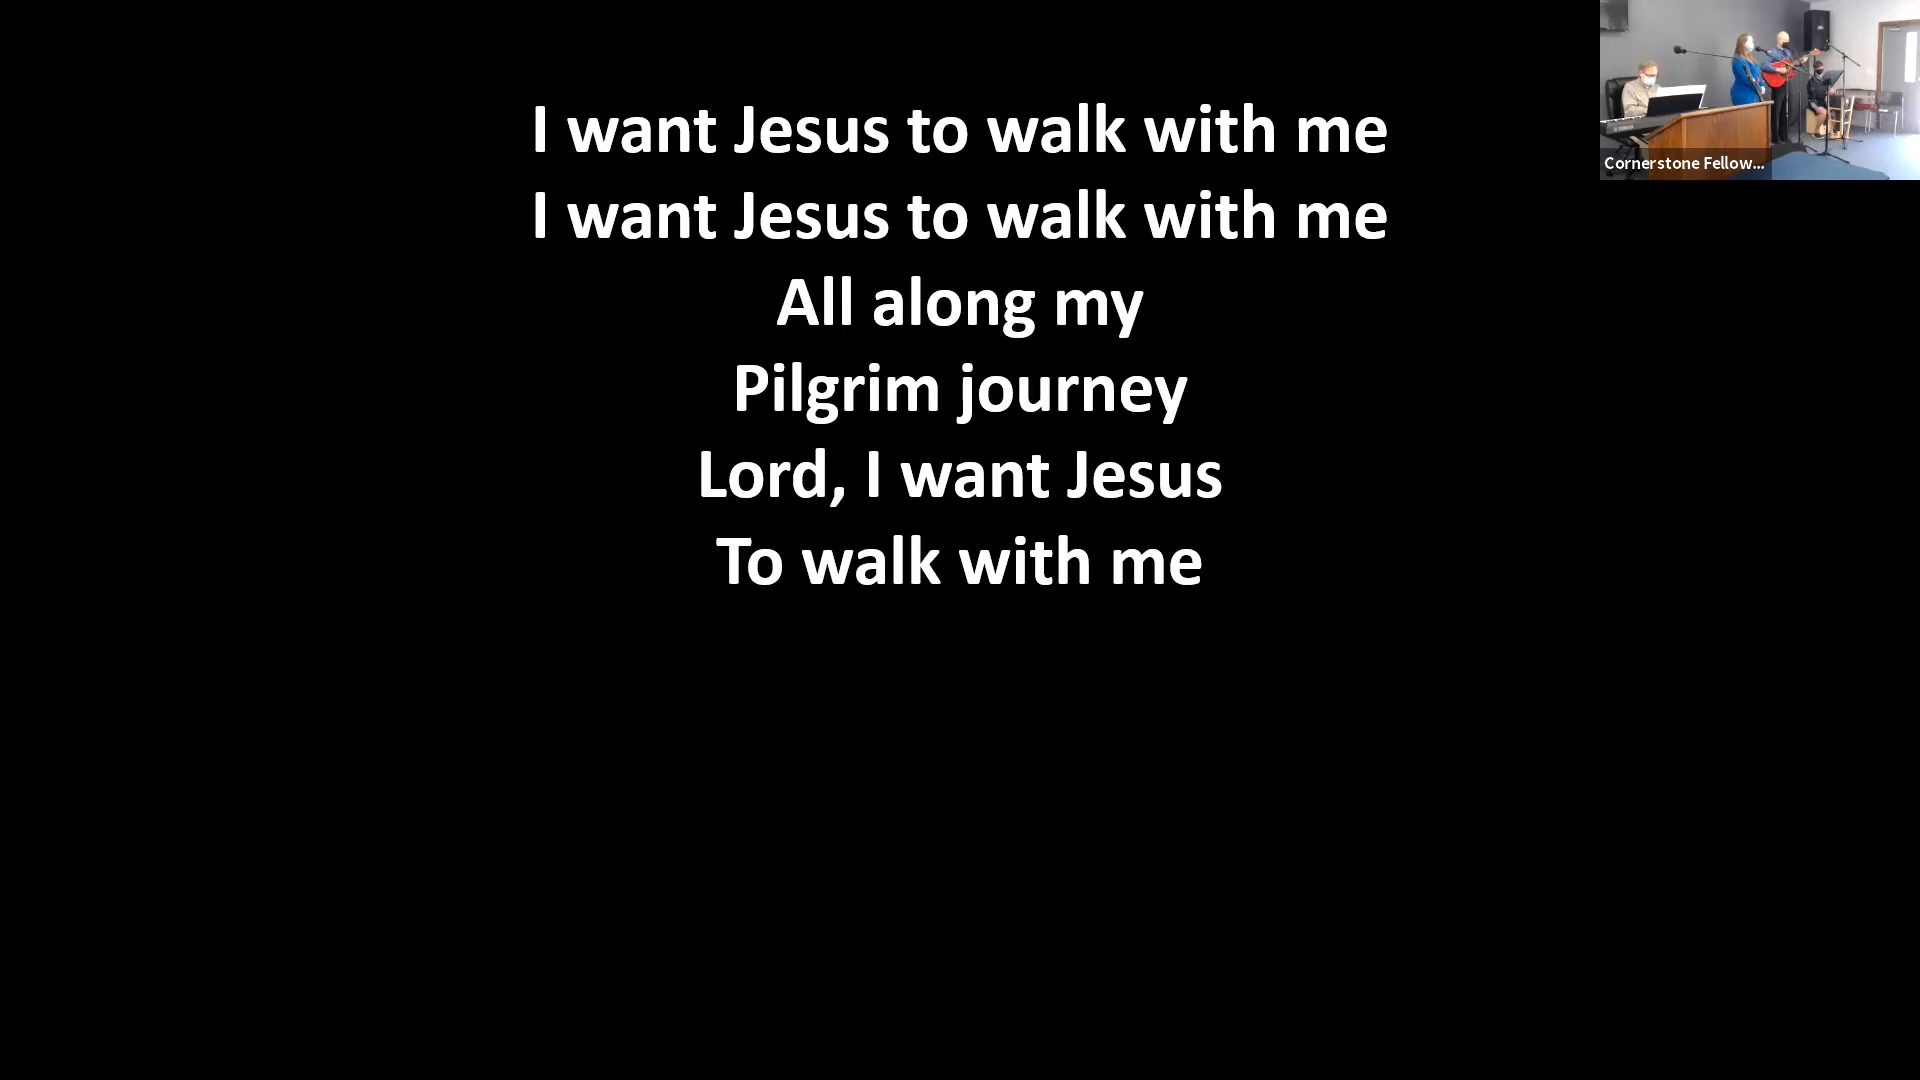 I want Jesus to walk with me
I want Jesus to walk with me
All along my
Pilgrim journey
Lord, I want Jesus
To walk with me
Cornerstone Fellow...